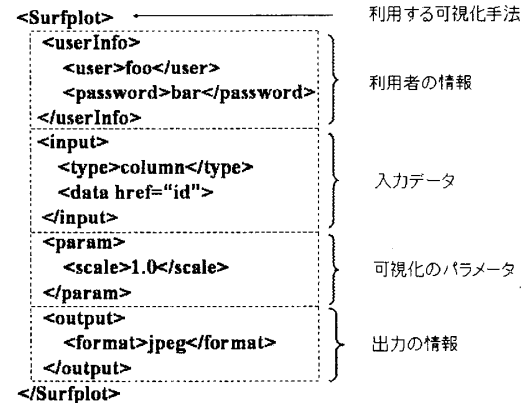 <Surfplot> 利用する可視化手法
<userInfo>
<user>foo</user>
<password>bar</password>
</userInfo>
利用者の情報
<input>
<type>column</type>
<data href="id">
</input>
入力データ
<param>
<scale>1.0</scale>
</param>
可視化のパラメータ
<output>
<format>jpeg</format>
</output>
出力の情報
</Surfplot>